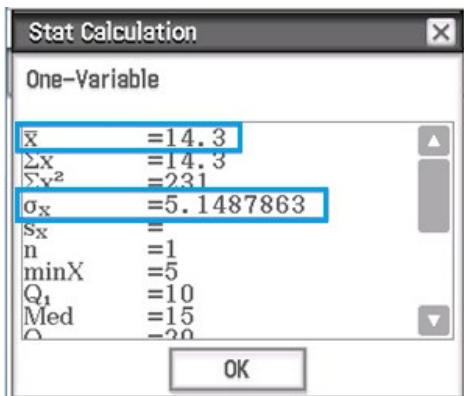 Stat Calculation
One-Variable
x̄ =14.3
Σx =14.3
Σx² =231
σx =5.1487863
sx =
n =1
minX =5
Q₁ =10
Med =15
=20
OK